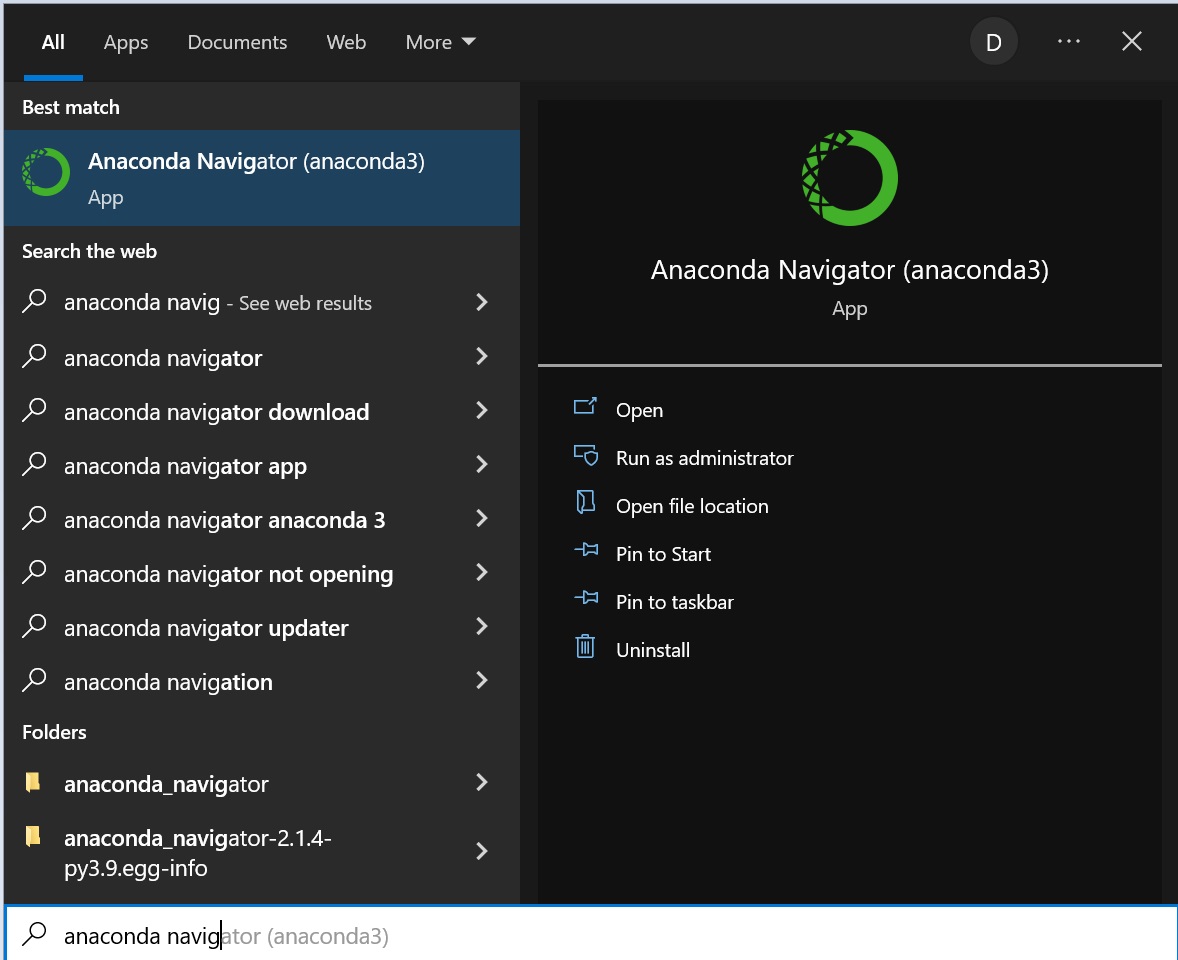 All Apps Documents Web More D ...
Best match
Anaconda Navigator (anaconda3)
App
Search the web
anaconda navig - See web results
anaconda navigator
anaconda navigator download
anaconda navigator app
anaconda navigator anaconda 3
anaconda navigator not opening
anaconda navigator updater
anaconda navigation
Folders
anaconda_navigator
anaconda_navigator-2.1.4-
py3.9.egg-info
Anaconda Navigator (anaconda3)
App
Open
Run as administrator
Open file location
Pin to Start
Pin to taskbar
Uninstall
anaconda navigator (anaconda3)